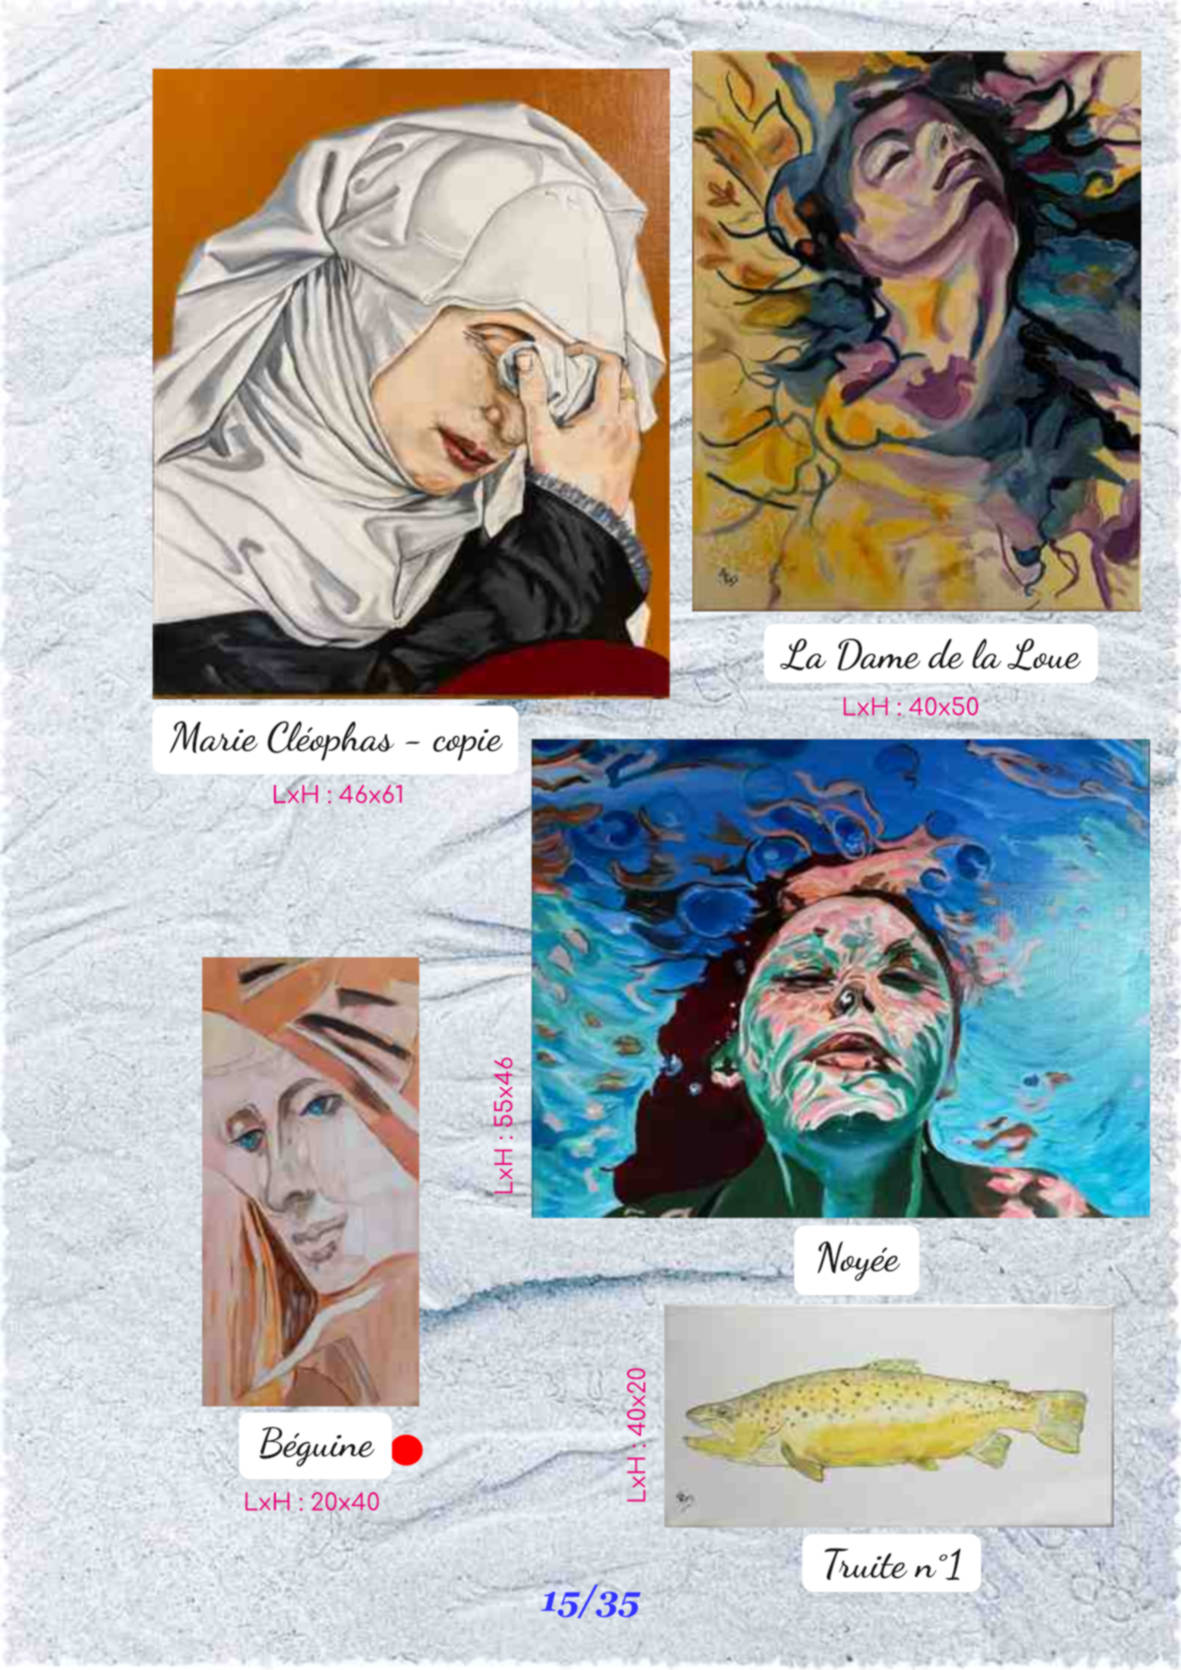 La Dame de la Loue
LxH : 40x50
Marie Cléophas - copie
LxH : 46x61
LxH : 55x46
Noyée
LxH : 40x20
Béguine
LxH : 20x40
Truite n°1
15/35